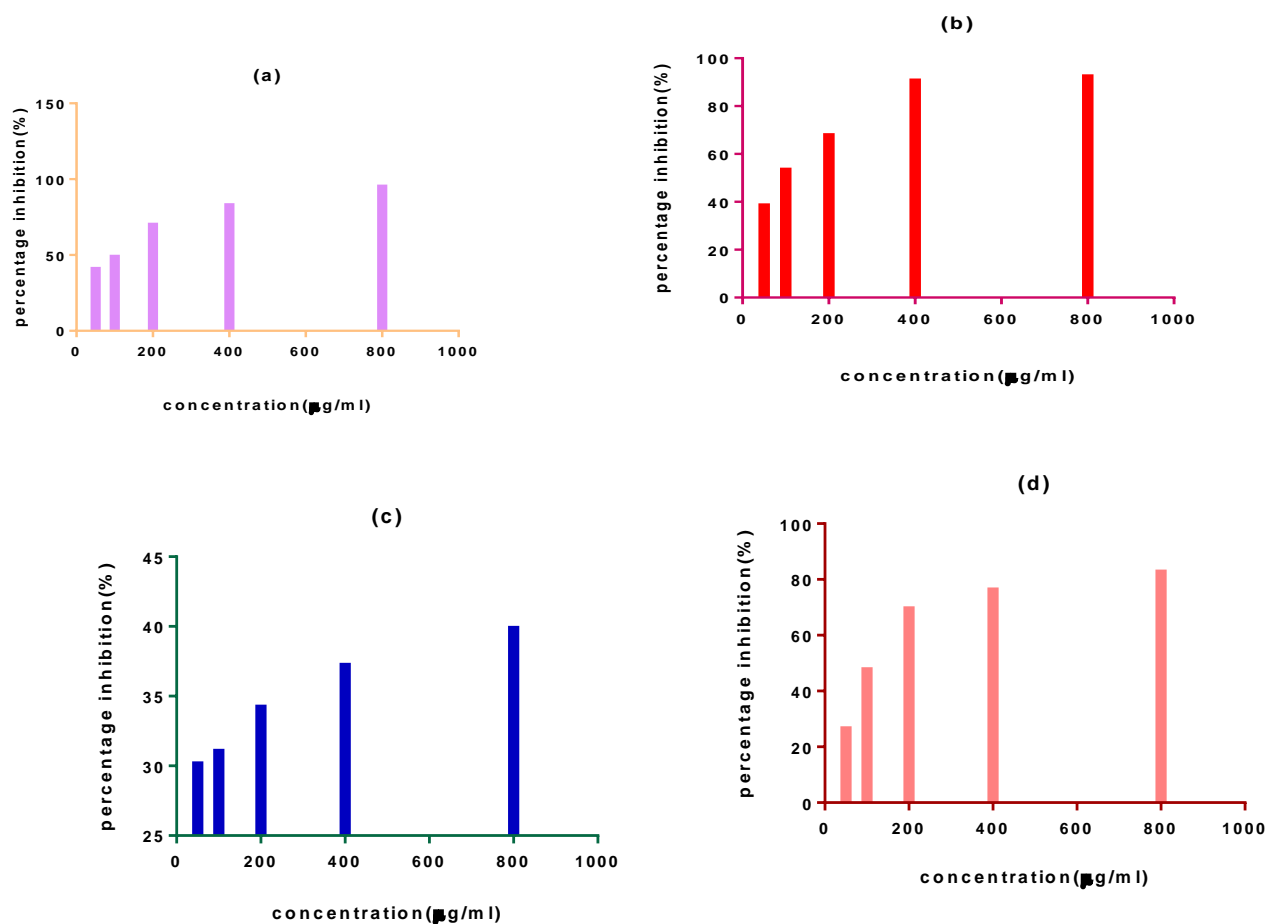 (a)
percentage inhibition(%)
150
100
50
0
0 200 400 600 800 1000
concentration(μg/ml)
(b)
percentage inhibition(%)
100
80
60
40
20
0
0 200 400 600 800 1000
concentration(μg/ml)
(c)
percentage inhibition(%)
45
40
35
30
25
0 200 400 600 800 1000
concentration(μg/ml)
(d)
percentage inhibition(%)
100
80
60
40
20
0
0 200 400 600 800 1000
concentration(μg/ml)